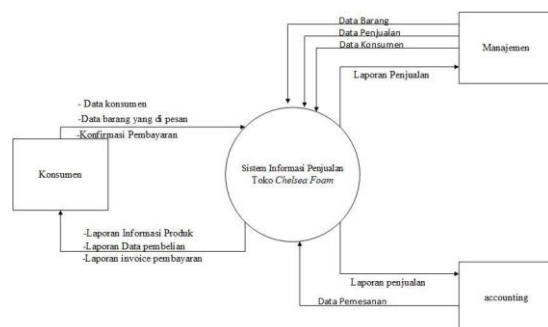 Data Barang
Data Penjualan
Data Konsumen
Manajemen
Laporan Penjualan
- Data konsumen
-Data barang yang di pesan
-Konfirmasi Pembayaran
Konsumen
Sistem Informasi Penjualan
Toko Chelsea Foam
-Laporan Informasi Produk
-Laporan Data pembelian
-Laporan invoice pembayaran
Laporan penjualan
Data Pemesanan
accounting